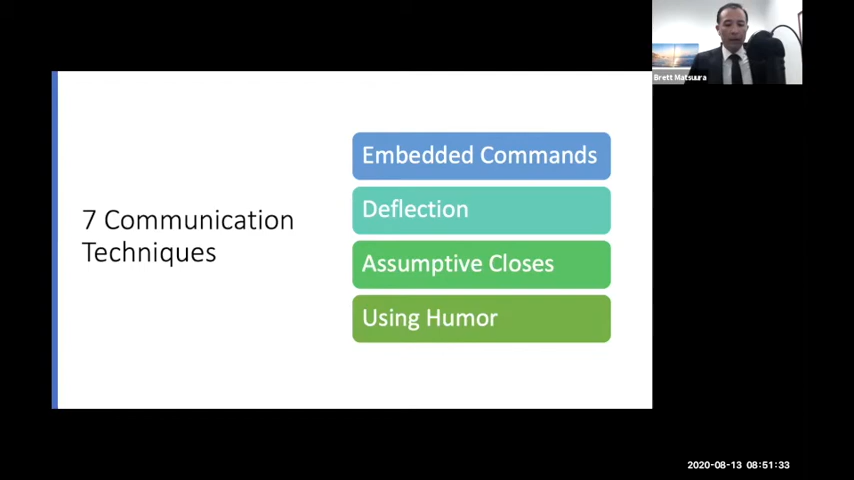 Brett Matsuura
7 Communication
Techniques
Embedded Commands
Deflection
Assumptive Closes
Using Humor
2020-08-13 08:51:33